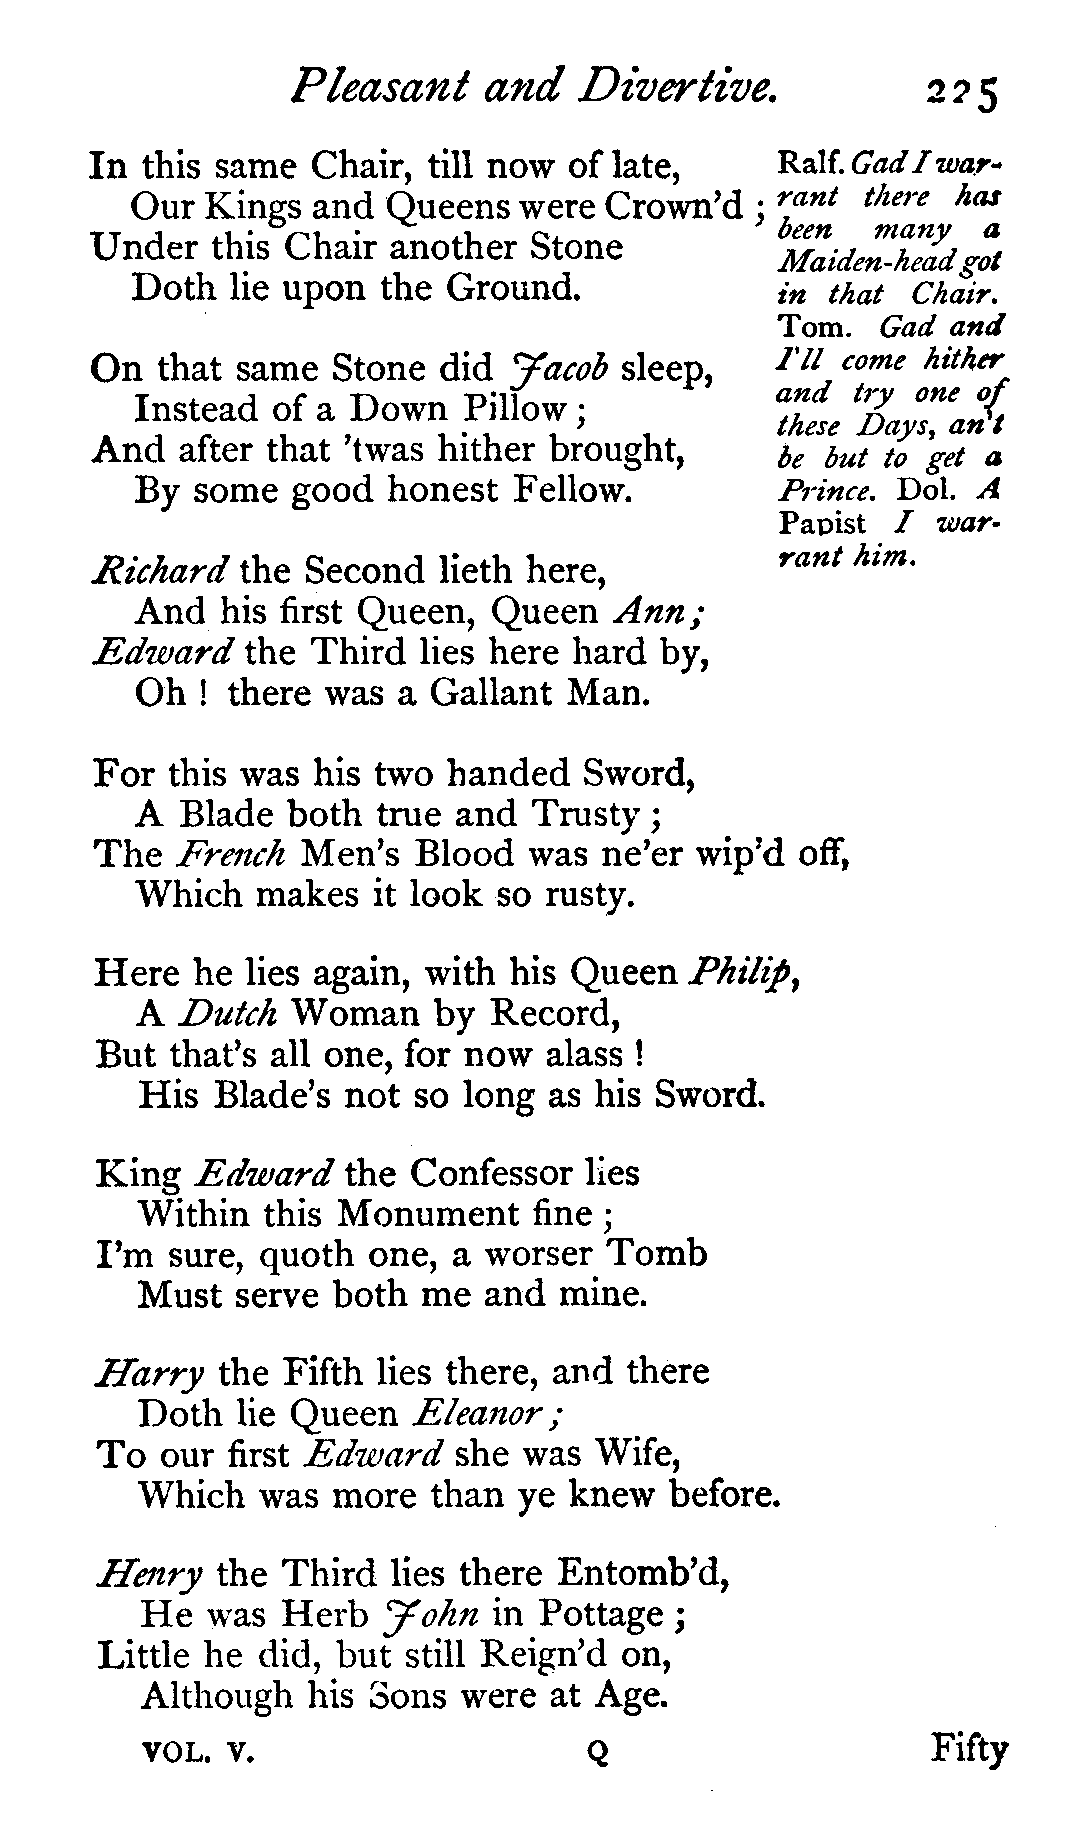 Pleasant and Divertive. 225
In this same Chair, till now of late,
Our Kings and Queens were Crown'd ;
Under this Chair another Stone
Doth lie upon the Ground.
Ralf. Gad I war-
rant there has
been many a
Maiden-head got
in that Chair.
Tom. Gad and
I'll come hither
and try one of
these Days, an't
be but to get a
Prince. Dol. A
Papist I war-
rant him.
On that same Stone did Jacob sleep,
Instead of a Down Pillow ;
And after that 'twas hither brought,
By some good honest Fellow.
Richard the Second lieth here,
And his first Queen, Queen Ann ;
Edward the Third lies here hard by,
Oh ! there was a Gallant Man.
For this was his two handed Sword,
A Blade both true and Trusty ;
The French Men's Blood was ne'er wip'd off,
Which makes it look so rusty.
Here he lies again, with his Queen Philip,
A Dutch Woman by Record,
But that's all one, for now alass !
His Blade's not so long as his Sword.
King Edward the Confessor lies
Within this Monument fine ;
I'm sure, quoth one, a worser Tomb
Must serve both me and mine.
Harry the Fifth lies there, and there
Doth lie Queen Eleanor ;
To our first Edward she was Wife,
Which was more than ye knew before.
Henry the Third lies there Entomb'd,
He was Herb John in Pottage ;
Little he did, but still Reign'd on,
Although his Sons were at Age.
VOL. V. Q Fifty